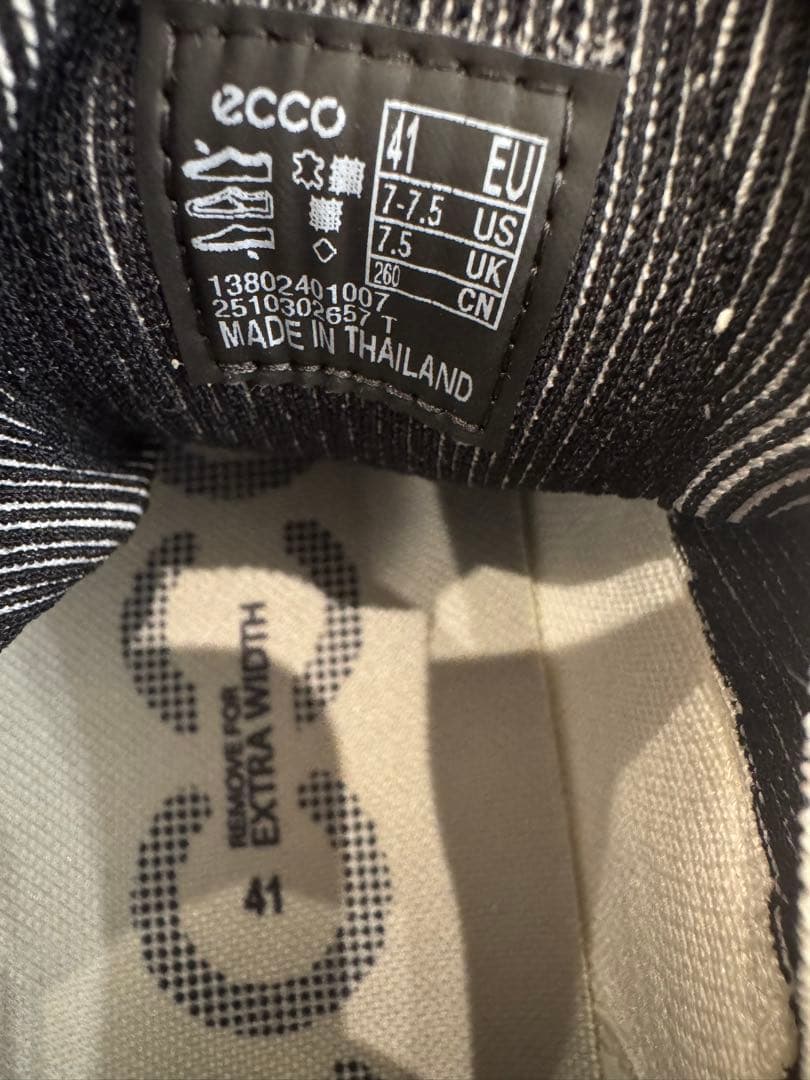 ecco
41 EU
7-7.5 US
7.5 UK
260 CN
13802401007
2510302657 T
MADE IN THAILAND
REMOVE FOR
EXTRA WIDTH
41